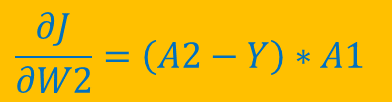 ∂J/∂W2 = (A2 − Y) * A1